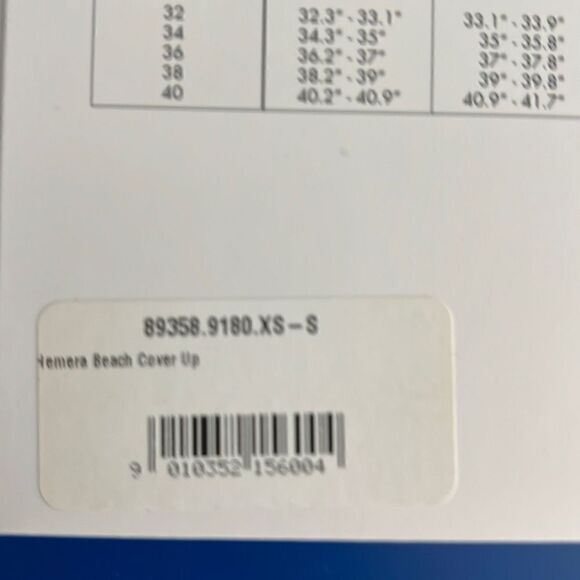 32 32.3" - 33.1" 33.1" - 33.9"
34 34.3" - 35" 35" - 35.8"
36 36.2" - 37" 37" - 37.8"
38 38.2" - 39" 39" - 39.8"
40 40.2" - 40.9" 40.9" - 41.7"
89358.9180.XS-S
Hemera Beach Cover Up
9 010352 156004